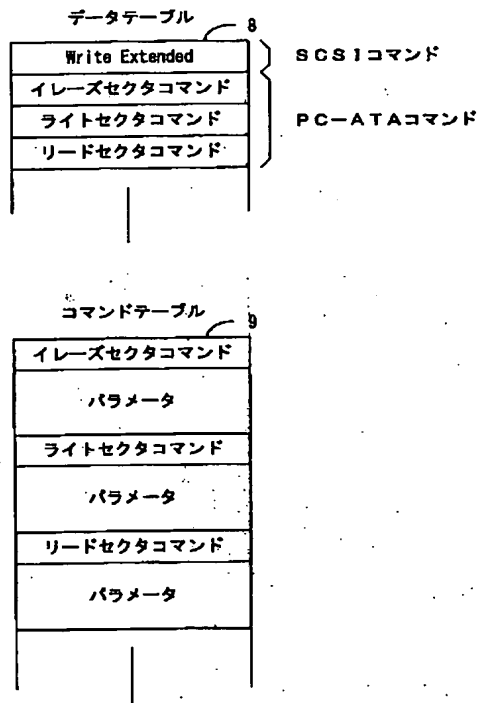 データテーブル
8
Write Extended
SCSIコマンド
イレーズセクタコマンド
ライトセクタコマンド
PC-ATAコマンド
リードセクタコマンド
コマンドテーブル
9
イレーズセクタコマンド
パラメータ
ライトセクタコマンド
パラメータ
リードセクタコマンド
パラメータ